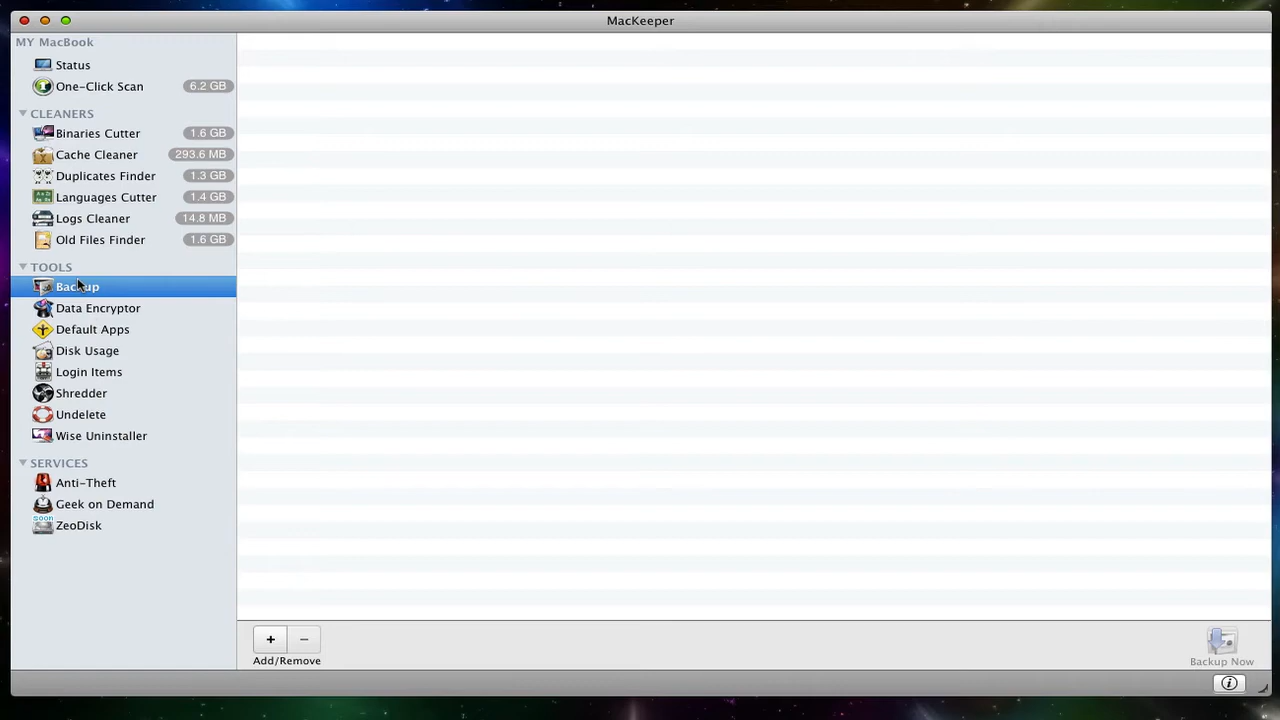 MacKeeper
MY MacBook
Status
One-Click Scan 6.2 GB
CLEANERS
Binaries Cutter 1.6 GB
Cache Cleaner 293.6 MB
Duplicates Finder 1.3 GB
Languages Cutter 1.4 GB
Logs Cleaner 14.8 MB
Old Files Finder 1.6 GB
TOOLS
Backup
Data Encryptor
Default Apps
Disk Usage
Login Items
Shredder
Undelete
Wise Uninstaller
SERVICES
Anti-Theft
Geek on Demand
SOON
ZeoDisk
+ −
Add/Remove
Backup Now
i